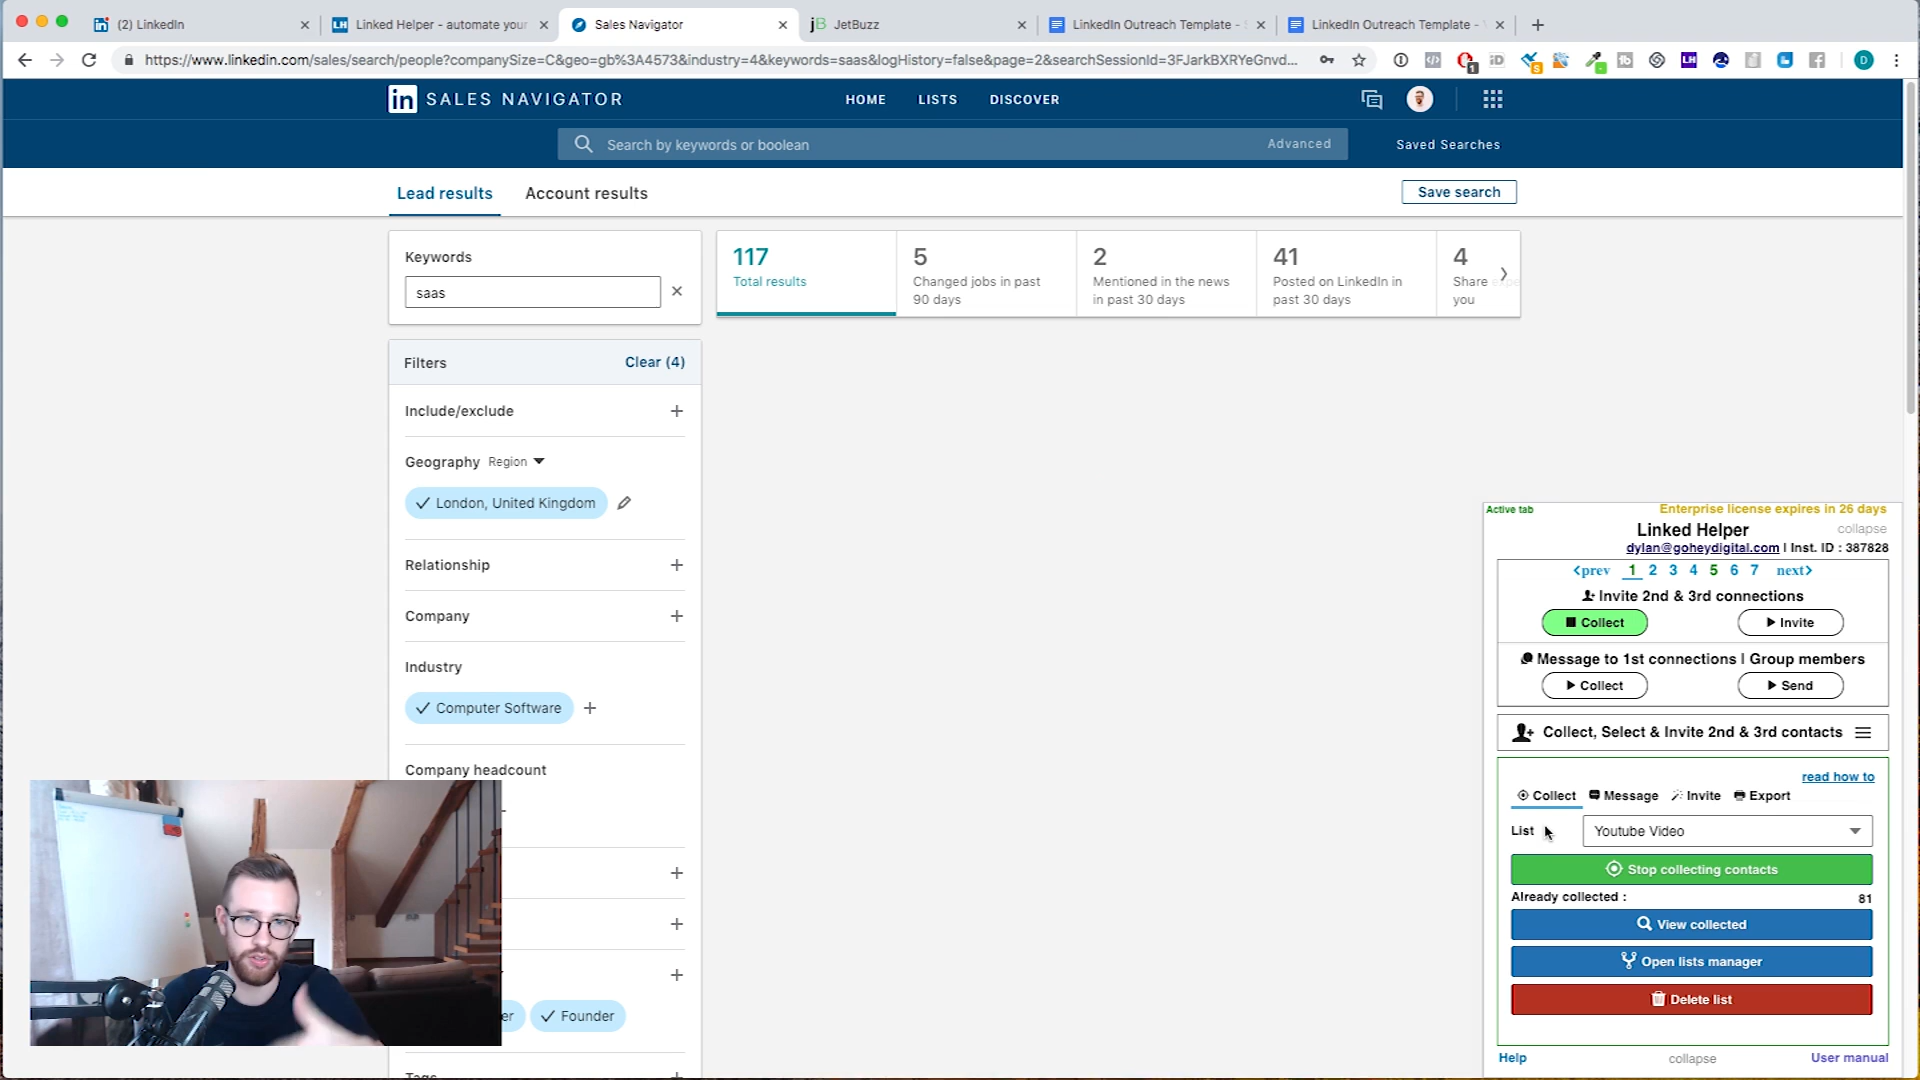 (2) LinkedIn
Linked Helper - automate your
Sales Navigator
JetBuzz
LinkedIn Outreach Template -
LinkedIn Outreach Template -
https://www.linkedin.com/sales/search/people?companySize=C&geo=gb%3A4573&industry=4&keywords=saas&logHistory=false&page=2&searchSessionId=3FJarkBXRYeGnvd...
in SALES NAVIGATOR
HOME
LISTS
DISCOVER
Search by keywords or boolean
Advanced
Saved Searches
Lead results
Account results
Save search
Keywords
saas
117
Total results
5
Changed jobs in past
90 days
2
Mentioned in the news
in past 30 days
41
Posted on LinkedIn in
past 30 days
4
Share expe
you
Filters
Clear (4)
Include/exclude
Geography Region
London, United Kingdom
Relationship
Company
Industry
Computer Software
Company headcount
er
Founder
Tags
Active tab
Enterprise license expires in 26 days
Linked Helper
collapse
dylan@goheydigital.com | Inst. ID : 387828
<prev 1 2 3 4 5 6 7 next>
Invite 2nd & 3rd connections
Collect
Invite
Message to 1st connections | Group members
Collect
Send
Collect, Select & Invite 2nd & 3rd contacts
read how to
Collect
Message
Invite
Export
List
Youtube Video
Stop collecting contacts
Already collected :
81
View collected
Open lists manager
Delete list
Help
collapse
User manual